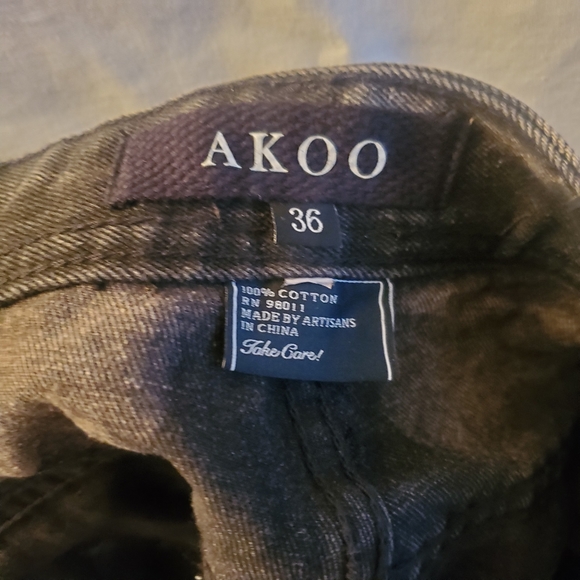 AKOO
36
100% COTTON
RN 98011
MADE BY ARTISANS
IN CHINA
Take Care!